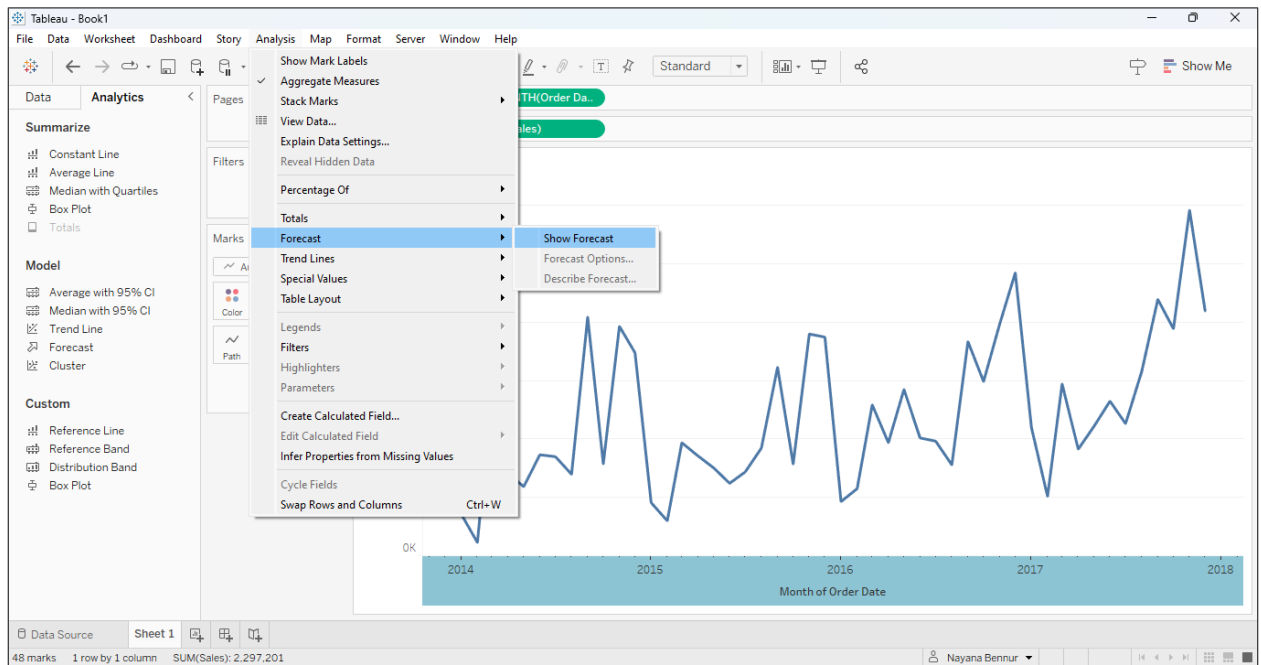 Tableau - Book1
File Data Worksheet Dashboard Story Analysis Map Format Server Window Help
Standard
Show Me
Data Analytics
Summarize
Constant Line
Average Line
Median with Quartiles
Box Plot
Totals
Model
Average with 95% CI
Median with 95% CI
Trend Line
Forecast
Cluster
Custom
Reference Line
Reference Band
Distribution Band
Box Plot
Pages
Filters
Marks
Color
Path
Show Mark Labels
Aggregate Measures
Stack Marks
View Data...
Explain Data Settings...
Reveal Hidden Data
Percentage Of
Totals
Forecast
Trend Lines
Special Values
Table Layout
Legends
Filters
Highlighters
Parameters
Create Calculated Field...
Edit Calculated Field
Infer Properties from Missing Values
Cycle Fields
Swap Rows and Columns Ctrl+W
Show Forecast
Forecast Options...
Describe Forecast...
TH(Order Da..
ales)
0K
2014 2015 2016 2017 2018
Month of Order Date
Data Source Sheet 1
48 marks 1 row by 1 column SUM(Sales): 2,297,201
Nayana Bennur